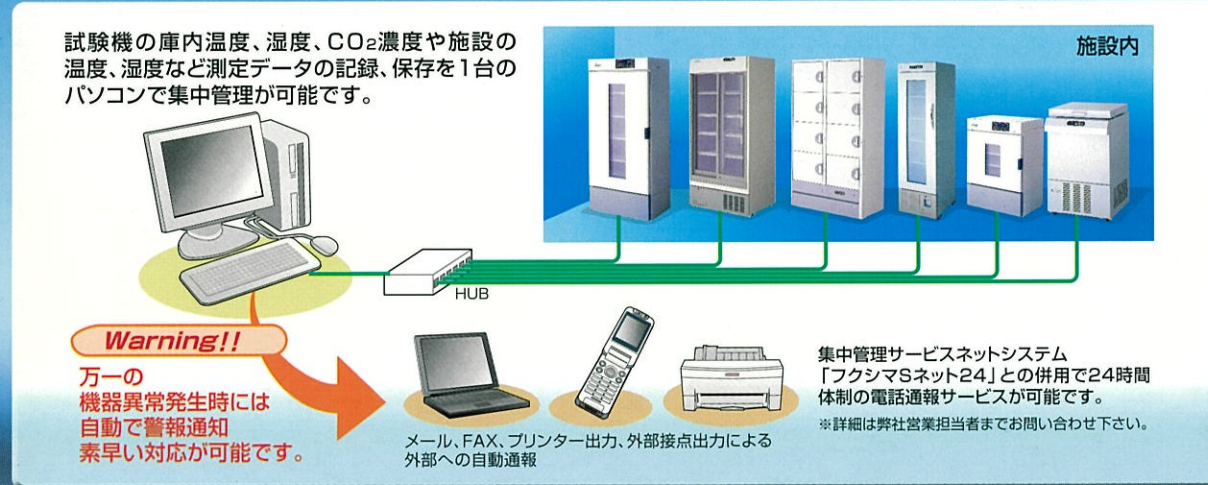 試験機の庫内温度、湿度、CO2濃度や施設の
温度、湿度など測定データの記録、保存を1台の
パソコンで集中管理が可能です。
施設内
HUB
Warning!!
万一の
機器異常発生時には
自動で警報通知
素早い対応が可能です。
メール、FAX、プリンター出力、外部接点出力による
外部への自動通報
集中管理サービスネットシステム
「フクシマSネット24」との併用で24時間
体制の電話通報サービスが可能です。
※詳細は弊社営業担当者までお問い合わせ下さい。